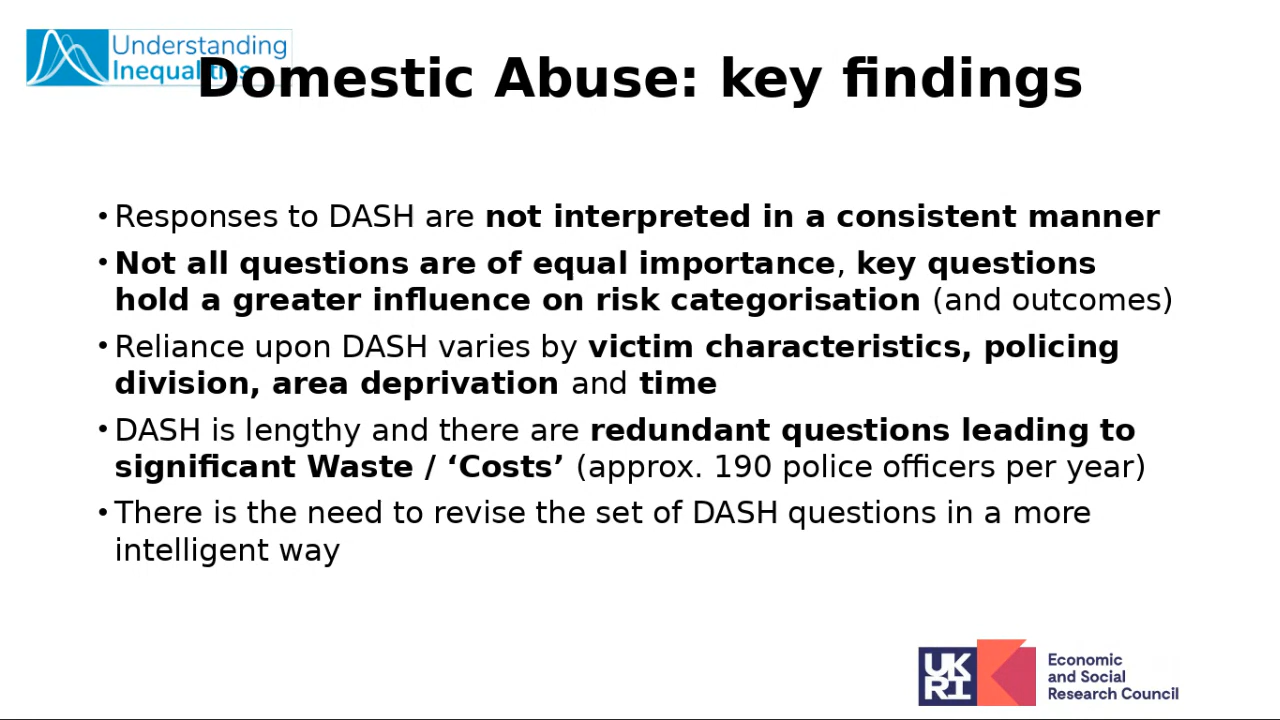 Understanding
Inequalities
Domestic Abuse: key findings
• Responses to DASH are not interpreted in a consistent manner
• Not all questions are of equal importance, key questions
hold a greater influence on risk categorisation (and outcomes)
• Reliance upon DASH varies by victim characteristics, policing
division, area deprivation and time
• DASH is lengthy and there are redundant questions leading to
significant Waste / ‘Costs’ (approx. 190 police officers per year)
• There is the need to revise the set of DASH questions in a more
intelligent way
UK
RI
Economic
and Social
Research Council